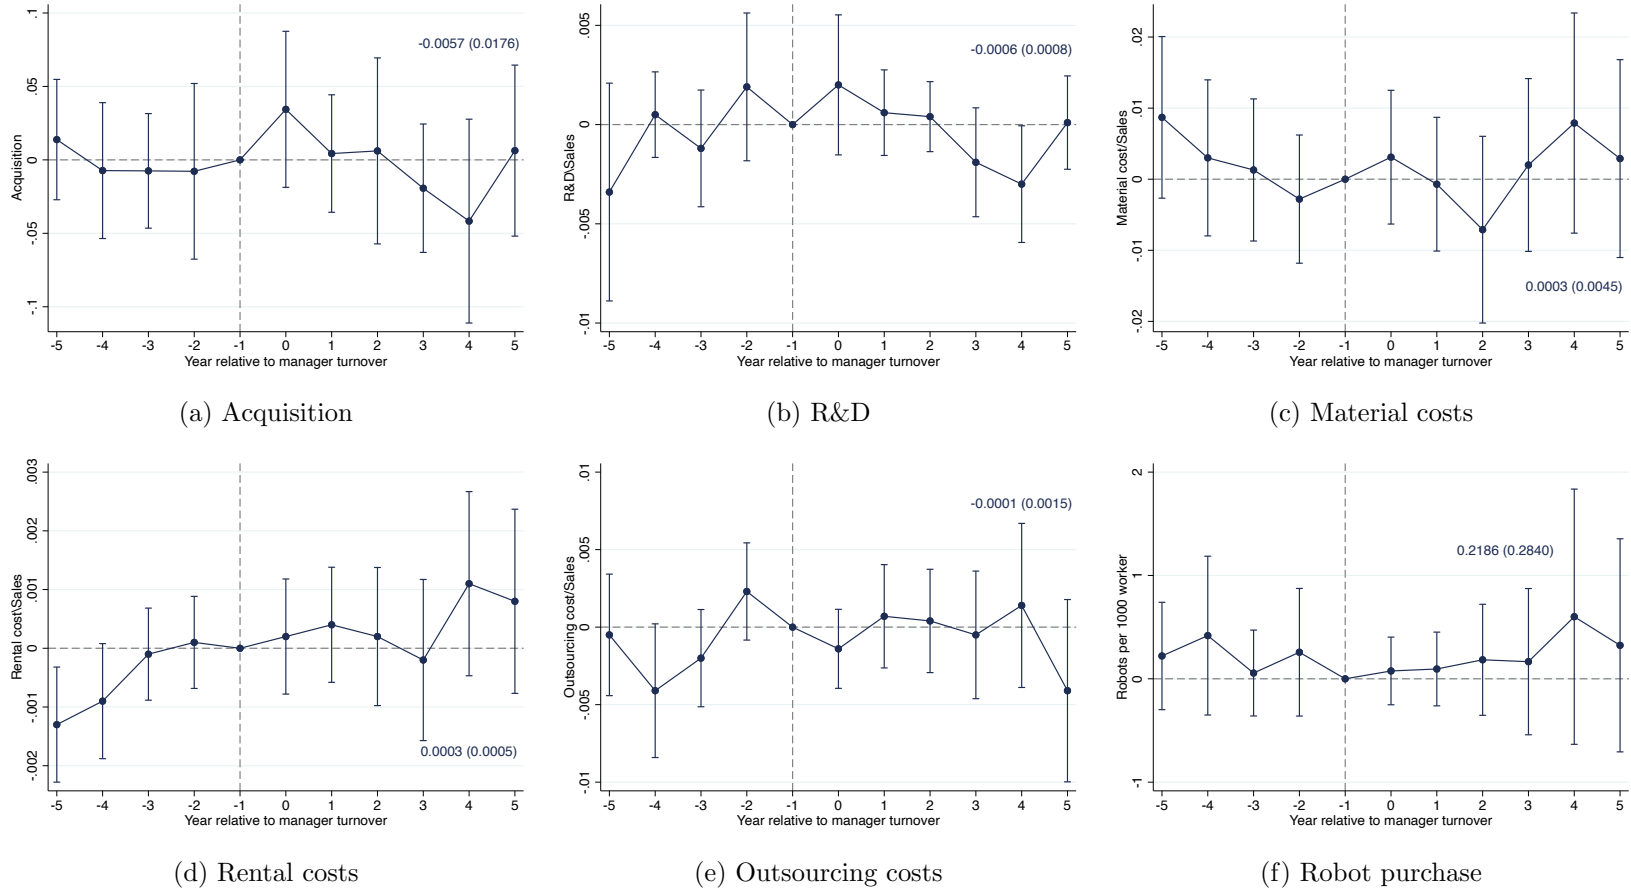 .1
.05
0
-.05
-.1
Acquisition
-0.0057 (0.0176)
-5 -4 -3 -2 -1 0 1 2 3 4 5
Year relative to manager turnover
(a) Acquisition
.005
0
-.005
-.01
R&D\Sales
-0.0006 (0.0008)
-5 -4 -3 -2 -1 0 1 2 3 4 5
Year relative to manager turnover
(b) R&D
.02
.01
0
-.01
-.02
Material cost/Sales
0.0003 (0.0045)
-5 -4 -3 -2 -1 0 1 2 3 4 5
Year relative to manager turnover
(c) Material costs
.003
.002
.001
0
-.001
-.002
Rental cost\Sales
0.0003 (0.0005)
-5 -4 -3 -2 -1 0 1 2 3 4 5
Year relative to manager turnover
(d) Rental costs
.01
.005
0
-.005
-.01
Outsourcing cost/Sales
-0.0001 (0.0015)
-5 -4 -3 -2 -1 0 1 2 3 4 5
Year relative to manager turnover
(e) Outsourcing costs
2
1
0
-1
Robots per 1000 worker
0.2186 (0.2840)
-5 -4 -3 -2 -1 0 1 2 3 4 5
Year relative to manager turnover
(f) Robot purchase